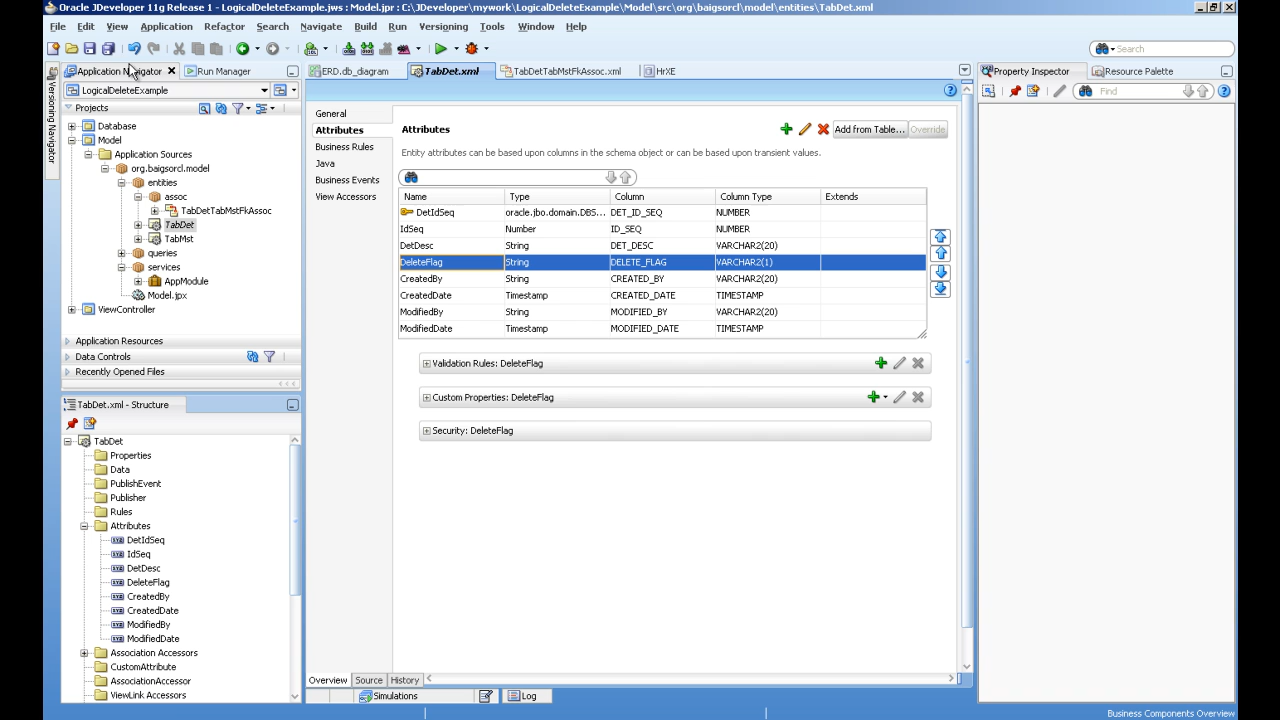 Oracle JDeveloper 11g Release 1 - LogicalDeleteExample.jws : Model.jpr : C:\JDeveloper\mywork\LogicalDeleteExample\Model\src\org\baigsorcl\model\entities\TabDet.xml
File Edit View Application Refactor Search Navigate Build Run Versioning Tools Window Help
Search
Application Navigator Run Manager
ERD.db_diagram TabDet.xml TabDetTabMstFkAssoc.xml HrXE
Property Inspector Resource Palette
Versioning Navigator
LogicalDeleteExample
Find
Projects
Database
Model
Application Sources
org.baigsorcl.model
entities
assoc
TabDetTabMstFkAssoc
TabDet
TabMst
queries
services
AppModule
Model.jpx
ViewController
Application Resources
Data Controls
Recently Opened Files
TabDet.xml - Structure
TabDet
Properties
Data
PublishEvent
Publisher
Rules
Attributes
DetIdSeq
IdSeq
DetDesc
DeleteFlag
CreatedBy
CreatedDate
ModifiedBy
ModifiedDate
Association Accessors
CustomAttribute
AssociationAccessor
ViewLink Accessors
General
Attributes
Business Rules
Java
Business Events
View Accessors
Attributes
Add from Table... Override
Entity attributes can be based upon columns in the schema object or can be based upon transient values.
Name Type Column Column Type Extends
DetIdSeq oracle.jbo.domain.DBS... DET_ID_SEQ NUMBER
IdSeq Number ID_SEQ NUMBER
DetDesc String DET_DESC VARCHAR2(20)
DeleteFlag String DELETE_FLAG VARCHAR2(1)
CreatedBy String CREATED_BY VARCHAR2(20)
CreatedDate Timestamp CREATED_DATE TIMESTAMP
ModifiedBy String MODIFIED_BY VARCHAR2(20)
ModifiedDate Timestamp MODIFIED_DATE TIMESTAMP
Validation Rules: DeleteFlag
Custom Properties: DeleteFlag
Security: DeleteFlag
Overview Source History
Simulations Log
Business Components Overview